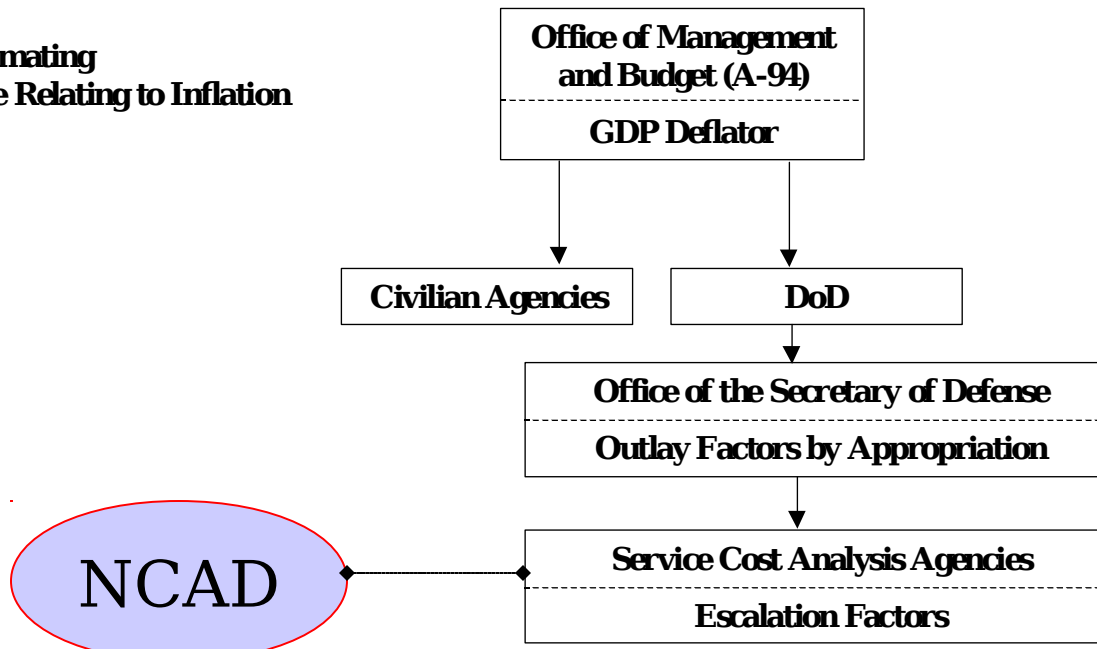 mating
e Relating to Inflation
Office of Management
and Budget (A-94)
GDP Deflator
Civilian Agencies
DoD
Office of the Secretary of Defense
Outlay Factors by Appropriation
NCAD
Service Cost Analysis Agencies
Escalation Factors